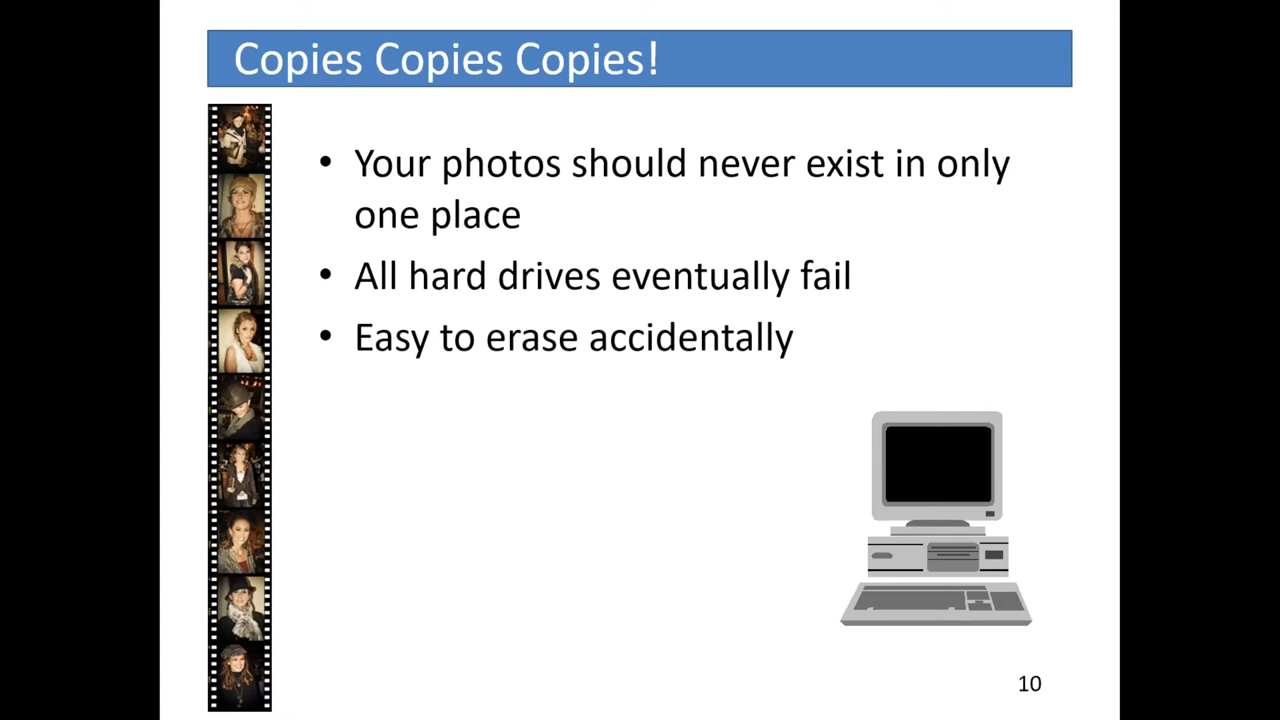 Copies Copies Copies!
• Your photos should never exist in only
one place
• All hard drives eventually fail
• Easy to erase accidentally
10